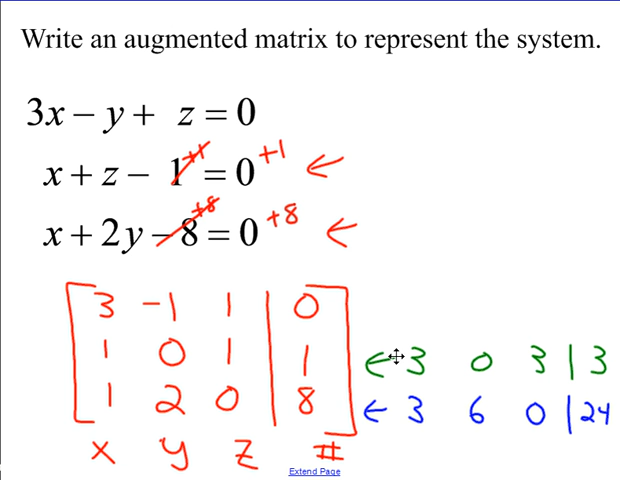 Write an augmented matrix to represent the system.
3x − y + z = 0
x + z − 1 +1 = 0 +1 ←
x + 2y − 8 +8 = 0 +8 ←
3 −1 1 | 0
1 0 1 | 1 ← 3 0 3 | 3
1 2 0 | 8 ← 3 6 0 | 24
x y z #
Extend Page